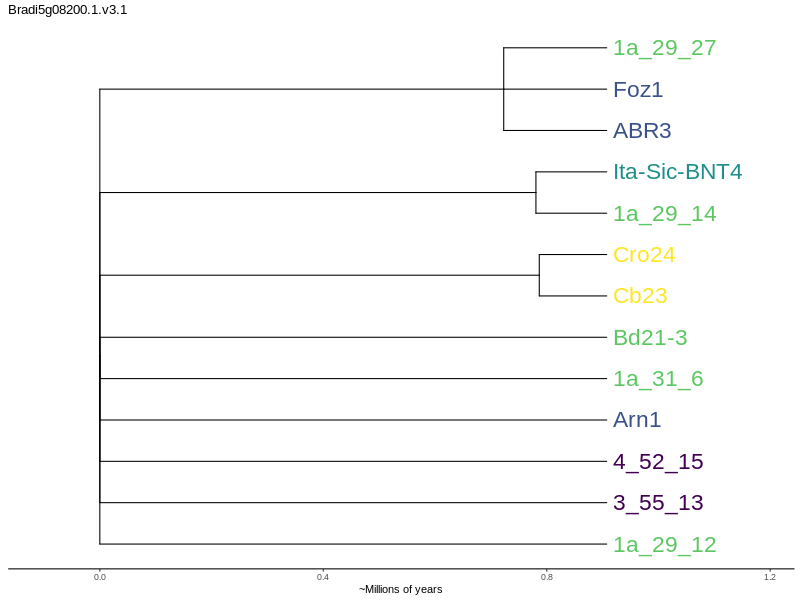 Bradi5g08200.1.v3.1
1a_29_27
Foz1
ABR3
Ita-Sic-BNT4
1a_29_14
Cro24
Cb23
Bd21-3
1a_31_6
Arn1
4_52_15
3_55_13
1a_29_12
0.0 0.4 0.8 1.2
~Millions of years